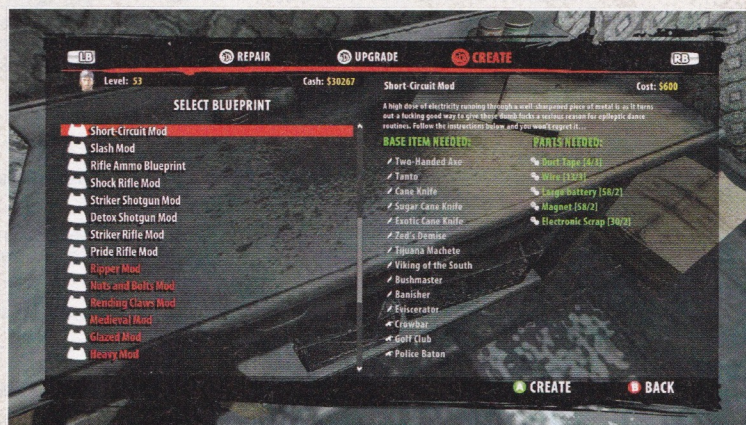 LB REPAIR UPGRADE CREATE RB
Level: 53 Cash: $30267
SELECT BLUEPRINT
Short-Circuit Mod
Slash Mod
Rifle Ammo Blueprint
Shock Rifle Mod
Striker Shotgun Mod
Detox Shotgun Mod
Striker Rifle Mod
Pride Rifle Mod
Ripper Mod
Nuts and Bolts Mod
Rending Claws Mod
Medieval Mod
Glazed Mod
Heavy Mod
Short-Circuit Mod Cost: $600
A high dose of electricity running through a well-sharpened piece of metal is as it turns
out a fucking good way to give those dumb fucks a serious reason for epileptic dance
routines. Follow the instructions below and you won't regret it...
BASE ITEM NEEDED:
Two-Handed Axe
Tanto
Cane Knife
Sugar Cane Knife
Exotic Cane Knife
Zed's Demise
Tijuana Machete
Viking of the South
Bushmaster
Banisher
Eviscerator
Crowbar
Golf Club
Police Baton
PARTS NEEDED:
Duct Tape [4/3]
Wire
Large battery [58/2]
Magnet [58/2]
Electronic Scrap [30/2]
A CREATE B BACK